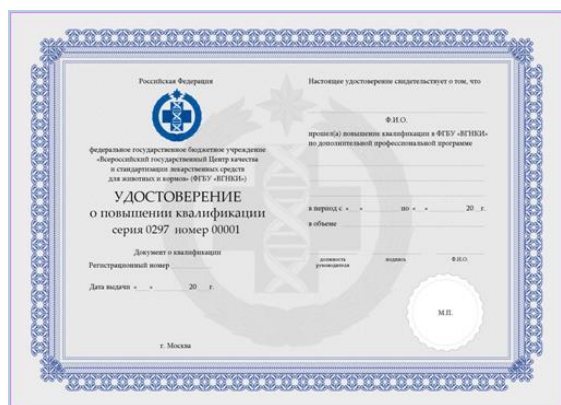 Российская Федерация
федеральное государственное бюджетное учреждение
«Всероссийский государственный Центр качества
и стандартизации лекарственных средств
для животных и кормов» (ФГБУ «ВГНКИ»)
УДОСТОВЕРЕНИЕ
о повышении квалификации
серия 0297 номер 00001
Документ о квалификации
Регистрационный номер
Дата выдачи « » 20 г.
г. Москва
Настоящее удостоверение свидетельствует о том, что
Ф.И.О.
прошел(а) повышении квалификации в ФГБУ «ВГНКИ»
по дополнительной профессиональной программе
в период с « » по « » 20 г.
в объеме
должность подпись Ф.И.О.
руководителя
М.П.